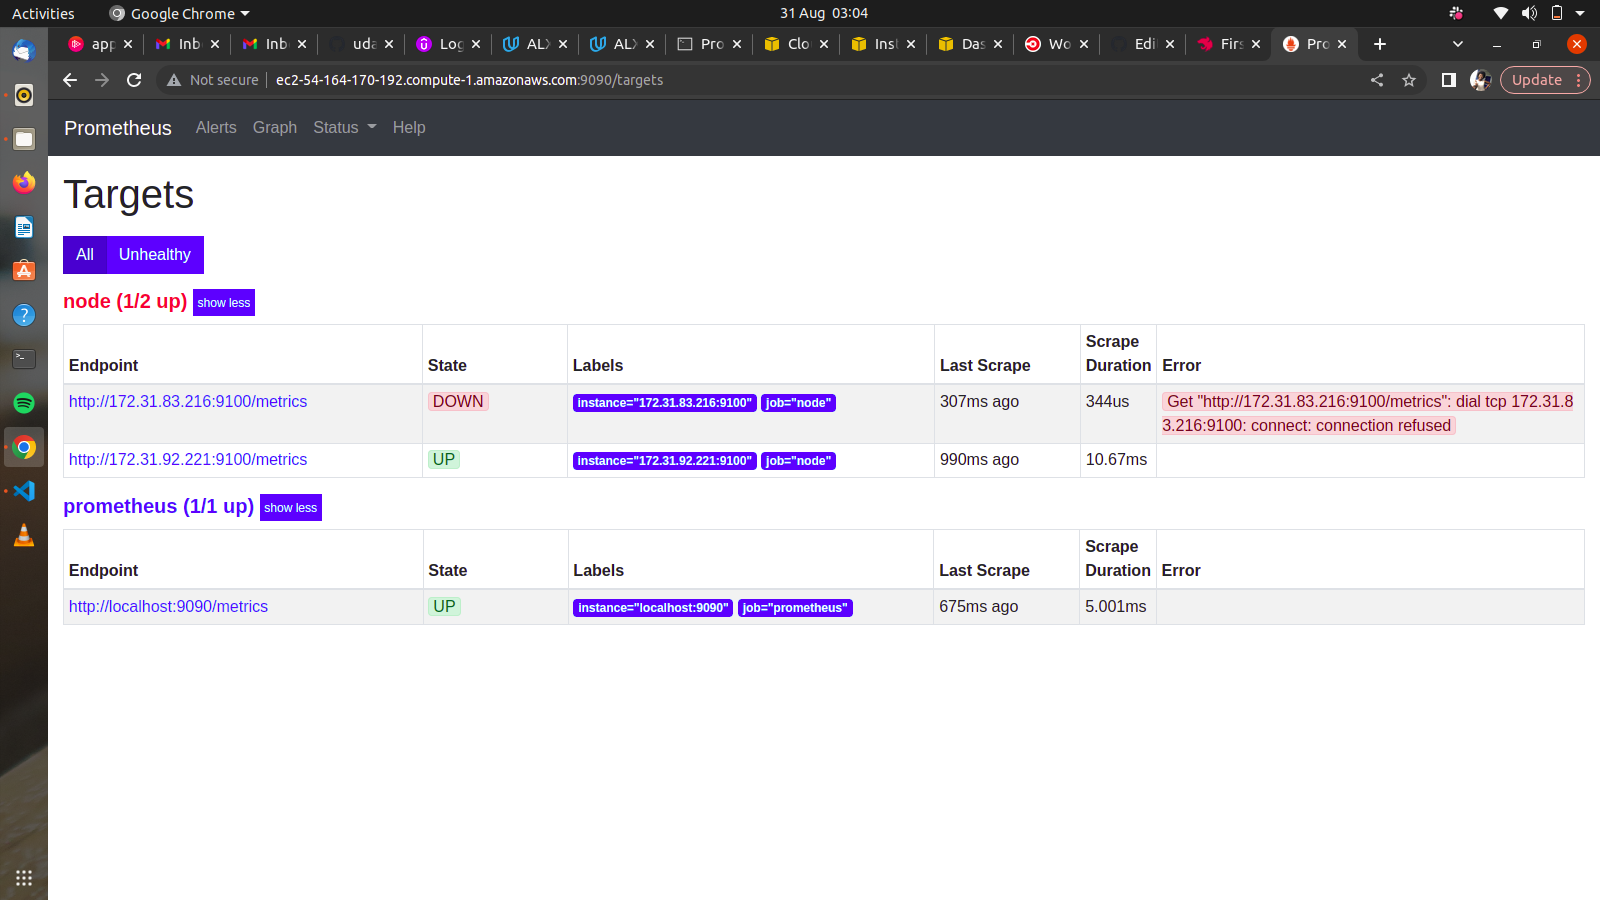 Activities Google Chrome 31 Aug 03:04
app Inb Inb uda Log ALX ALX Pro Clo Inst Das Wo Edi Firs Pro
Not secure ec2-54-164-170-192.compute-1.amazonaws.com:9090/targets Update
Prometheus Alerts Graph Status Help
Targets
All Unhealthy
node (1/2 up) show less
Endpoint State Labels Last Scrape Scrape Duration Error
http://172.31.83.216:9100/metrics DOWN instance="172.31.83.216:9100" job="node" 307ms ago 344us Get "http://172.31.83.216:9100/metrics": dial tcp 172.31.8
3.216:9100: connect: connection refused
http://172.31.92.221:9100/metrics UP instance="172.31.92.221:9100" job="node" 990ms ago 10.67ms
prometheus (1/1 up) show less
Endpoint State Labels Last Scrape Scrape Duration Error
http://localhost:9090/metrics UP instance="localhost:9090" job="prometheus" 675ms ago 5.001ms